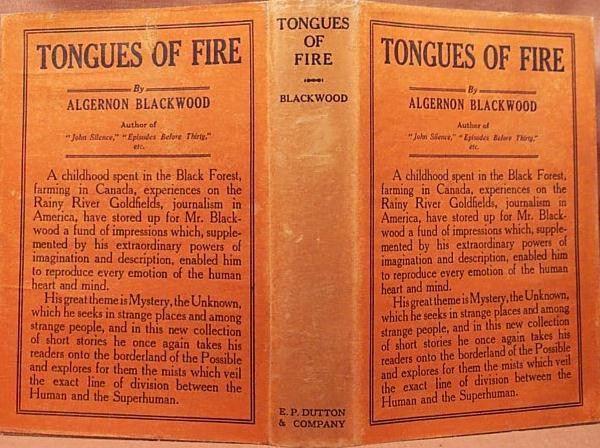 TONGUES OF FIRE
By
ALGERNON BLACKWOOD
Author of
"John Silence," "Episodes Before Thirty,"
etc.
A childhood spent in the Black Forest,
farming in Canada, experiences on the
Rainy River Goldfields, journalism in
America, have stored up for Mr. Black-
wood a fund of impressions which, supple-
mented by his extraordinary powers of
imagination and description, enabled him
to reproduce every emotion of the human
heart and mind.
His great theme is Mystery, the Unknown,
which he seeks in strange places and among
strange people, and in this new collection
of short stories he once again takes his
readers onto the borderland of the Possible
and explores for them the mists which veil
the exact line of division between the
Human and the Superhuman.
TONGUES
OF
FIRE
BLACKWOOD
E. P. DUTTON
& COMPANY
TONGUES OF FIRE
By
ALGERNON BLACKWOOD
Author of
"John Silence," "Episodes Before Thirty,"
etc.
A childhood spent in the Black Forest,
farming in Canada, experiences on the
Rainy River Goldfields, journalism in
America, have stored up for Mr. Black-
wood a fund of impressions which, supple-
mented by his extraordinary powers of
imagination and description, enabled him
to reproduce every emotion of the human
heart and mind.
His great theme is Mystery, the Unknown,
which he seeks in strange places and among
strange people, and in this new collection
of short stories he once again takes his
readers onto the borderland of the Possible
and explores for them the mists which veil
the exact line of division between the
Human and the Superhuman.